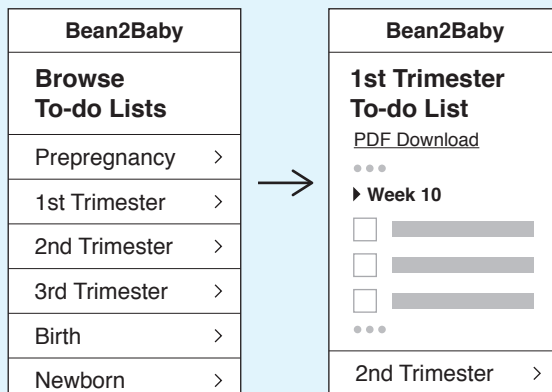 Bean2Baby
Browse
To-do Lists
Prepregnancy
1st Trimester
2nd Trimester
3rd Trimester
Birth
Newborn
Bean2Baby
1st Trimester
To-do List
PDF Download
Week 10
2nd Trimester